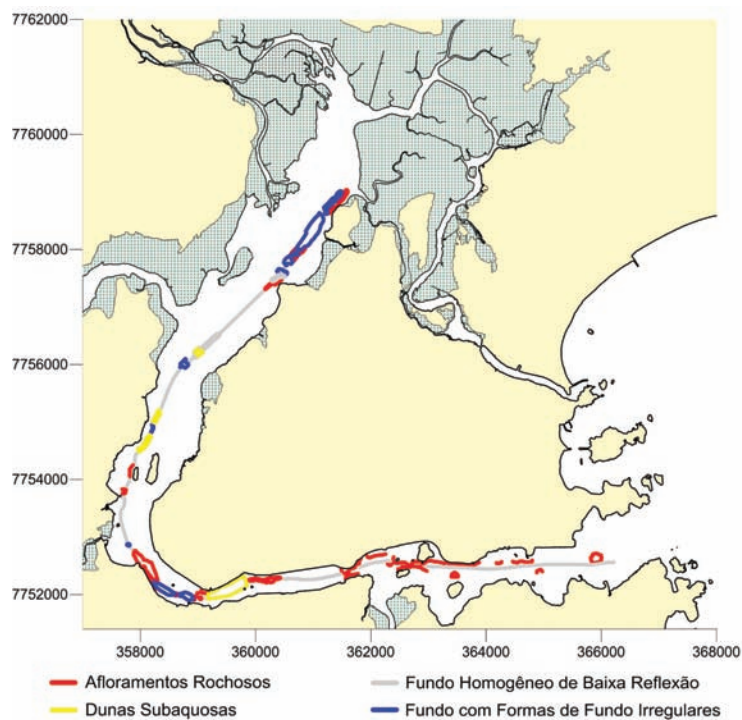 7762000
7760000
7758000
7756000
7754000
7752000
358000 360000 362000 364000 366000 368000
Afloramentos Rochosos Fundo Homogêneo de Baixa Reflexão
Dunas Subaquosas Fundo com Formas de Fundo Irregulares